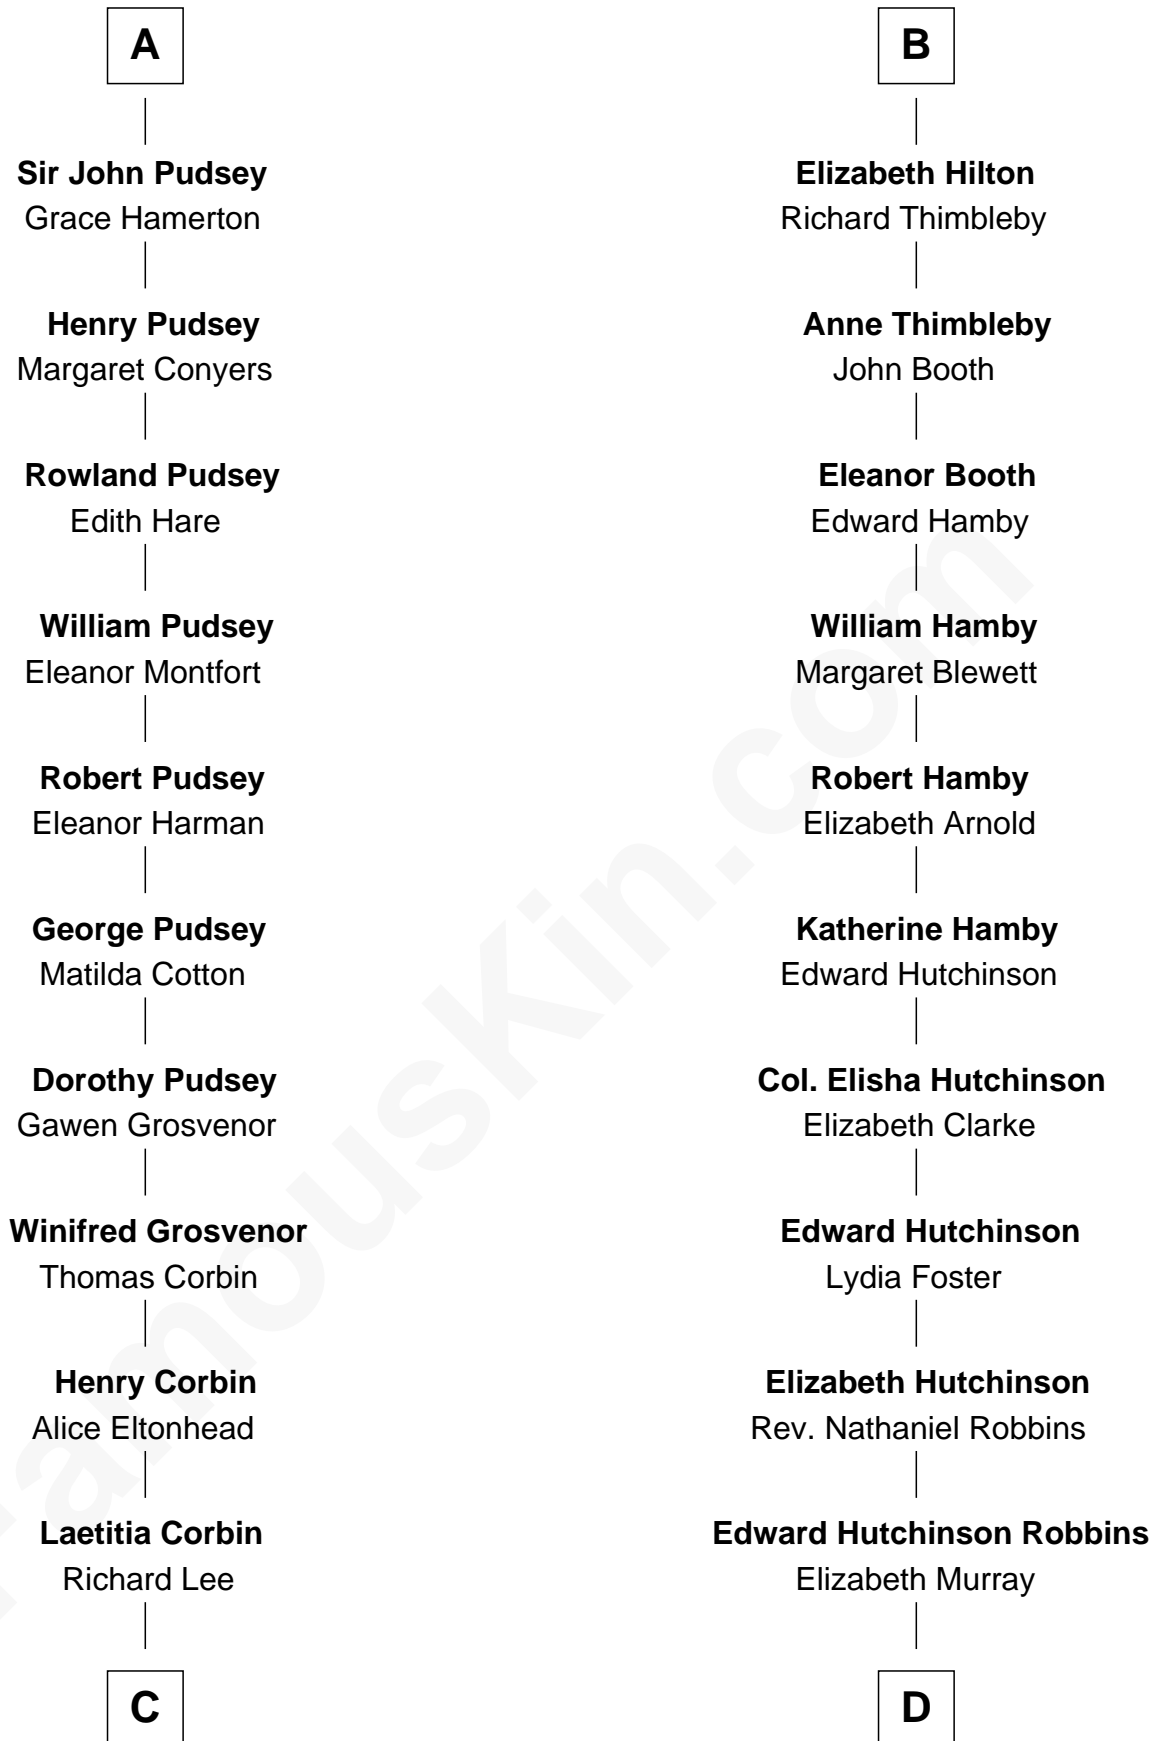 A
Sir John Pudsey
Grace Hamerton
Henry Pudsey
Margaret Conyers
Rowland Pudsey
Edith Hare
William Pudsey
Eleanor Montfort
Robert Pudsey
Eleanor Harman
George Pudsey
Matilda Cotton
Dorothy Pudsey
Gawen Grosvenor
Winifred Grosvenor
Thomas Corbin
Henry Corbin
Alice Eltonhead
Laetitia Corbin
Richard Lee
C
B
Elizabeth Hilton
Richard Thimbleby
Anne Thimbleby
John Booth
Eleanor Booth
Edward Hamby
William Hamby
Margaret Blewett
Robert Hamby
Elizabeth Arnold
Katherine Hamby
Edward Hutchinson
Col. Elisha Hutchinson
Elizabeth Clarke
Edward Hutchinson
Lydia Foster
Elizabeth Hutchinson
Rev. Nathaniel Robbins
Edward Hutchinson Robbins
Elizabeth Murray
D
FamousKin.com